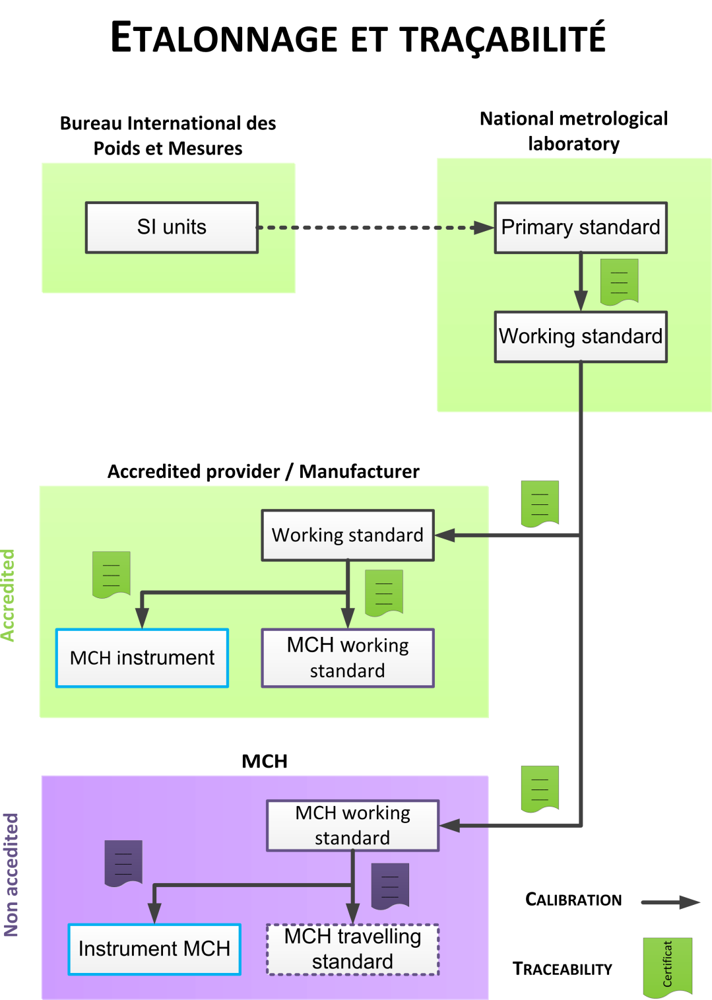 ETALONNAGE ET TRAÇABILITÉ
Bureau International des
Poids et Mesures
National metrological
laboratory
SI units
Primary standard
Working standard
Accredited provider / Manufacturer
Working standard
Accredited
MCH instrument
MCH working
standard
MCH
Non accedited
MCH working
standard
Instrument MCH
MCH travelling
standard
CALIBRATION
TRACEABILITY
Certificat